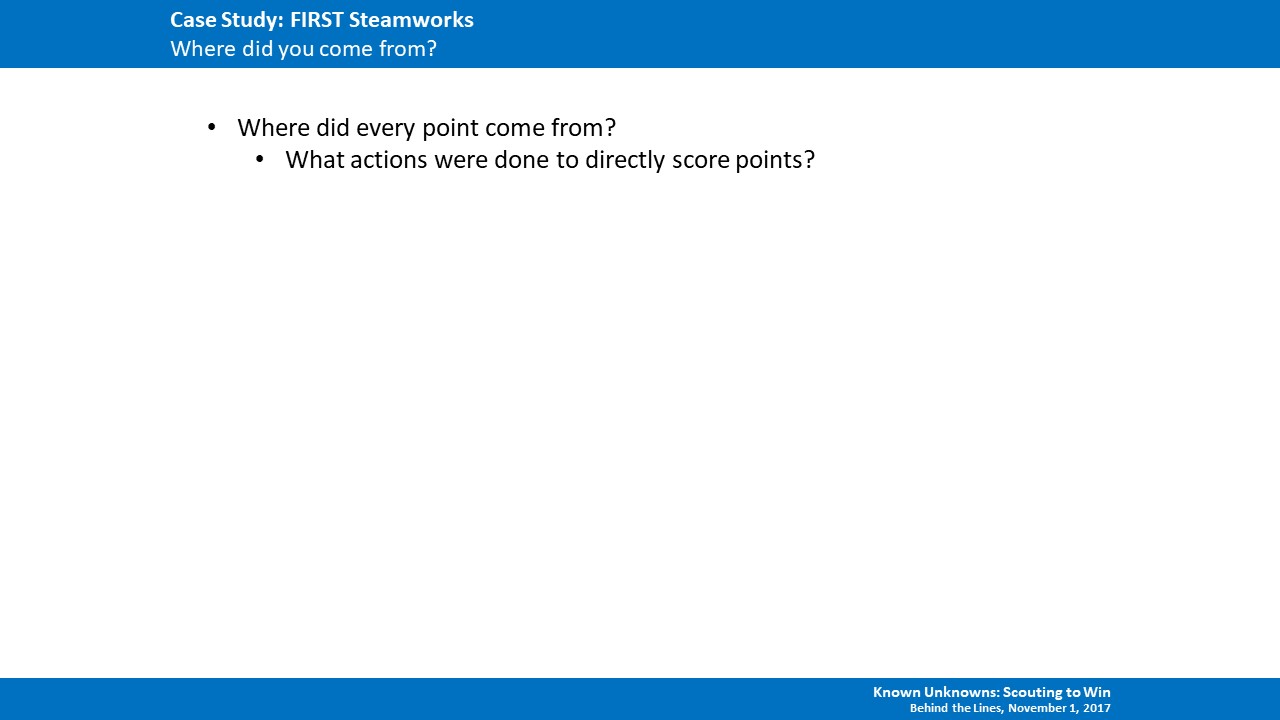 Case Study: FIRST Steamworks
Where did you come from?
• Where did every point come from?
• What actions were done to directly score points?
Known Unknowns: Scouting to Win
Behind the Lines, November 1, 2017